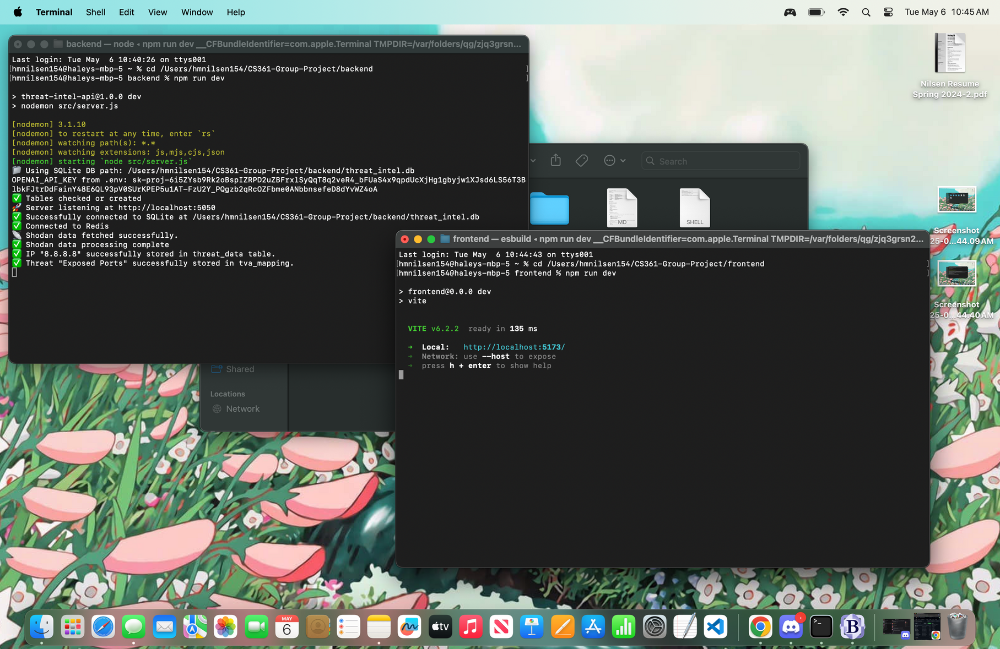 Terminal Shell Edit View Window Help
Tue May 6 10:45 AM
backend — node ◂ npm run dev __CFBundleIdentifier=com.apple.Terminal TMPDIR=/var/folders/qg/zjq3grsn...
Last login: Tue May  6 10:40:26 on ttys001
[hmnilsen154@haleys-mbp-5 ~ % cd /Users/hmnilsen154/CS361-Group-Project/backend ]
[hmnilsen154@haleys-mbp-5 backend % npm run dev ]
> threat-intel-api@1.0.0 dev
> nodemon src/server.js
[nodemon] 3.1.10
[nodemon] to restart at any time, enter `rs`
[nodemon] watching path(s): *.*
[nodemon] watching extensions: js,mjs,cjs,json
[nodemon] starting `node src/server.js`
Using SQLite DB path: /Users/hmnilsen154/CS361-Group-Project/backend/threat_intel.db
OPENAI_API_KEY from .env:
✅ Tables checked or created
🚀 Server listening at http://localhost:5050
✅ Successfully connected to SQLite at /Users/hmnilsen154/CS361-Group-Project/backend/threat_intel.db
✅ Connected to Redis
📡 Shodan data fetched successfully.
✅ Shodan data processing complete
✅ IP "8.8.8.8" successfully stored in threat_data table.
✅ Threat "Exposed Ports" successfully stored in tva_mapping.
Search
MD
SHELL
Shared
Locations
Network
frontend — esbuild ◂ npm run dev __CFBundleIdentifier=com.apple.Terminal TMPDIR=/var/folders/qg/zjq3grsn2...
Last login: Tue May  6 10:44:43 on ttys001
[hmnilsen154@haleys-mbp-5 ~ % cd /Users/hmnilsen154/CS361-Group-Project/frontend ]
[hmnilsen154@haleys-mbp-5 frontend % npm run dev ]
> frontend@0.0.0 dev
> vite
VITE v6.2.2  ready in 135 ms
➜  Local:   http://localhost:5173/
➜  Network: use --host to expose
➜  press h + enter to show help
Nilsen Resume
Spring 2024-2.pdf
Screenshot
25-0...44.09 AM
Screenshot
25-0...44.40 AM
MAY
6
tv
>_
B